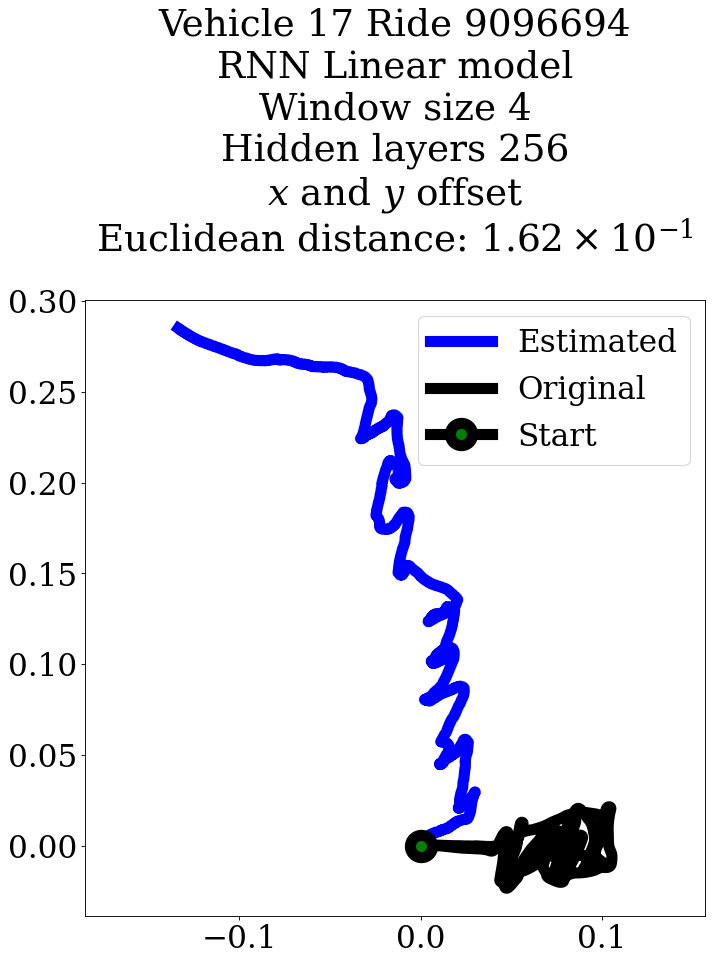 Vehicle 17 Ride 9096694
RNN Linear model
Window size 4
Hidden layers 256
x and y offset
Euclidean distance: 1.62 × 10⁻¹
0.30
0.25
0.20
0.15
0.10
0.05
0.00
Estimated
Original
Start
−0.1
0.0
0.1